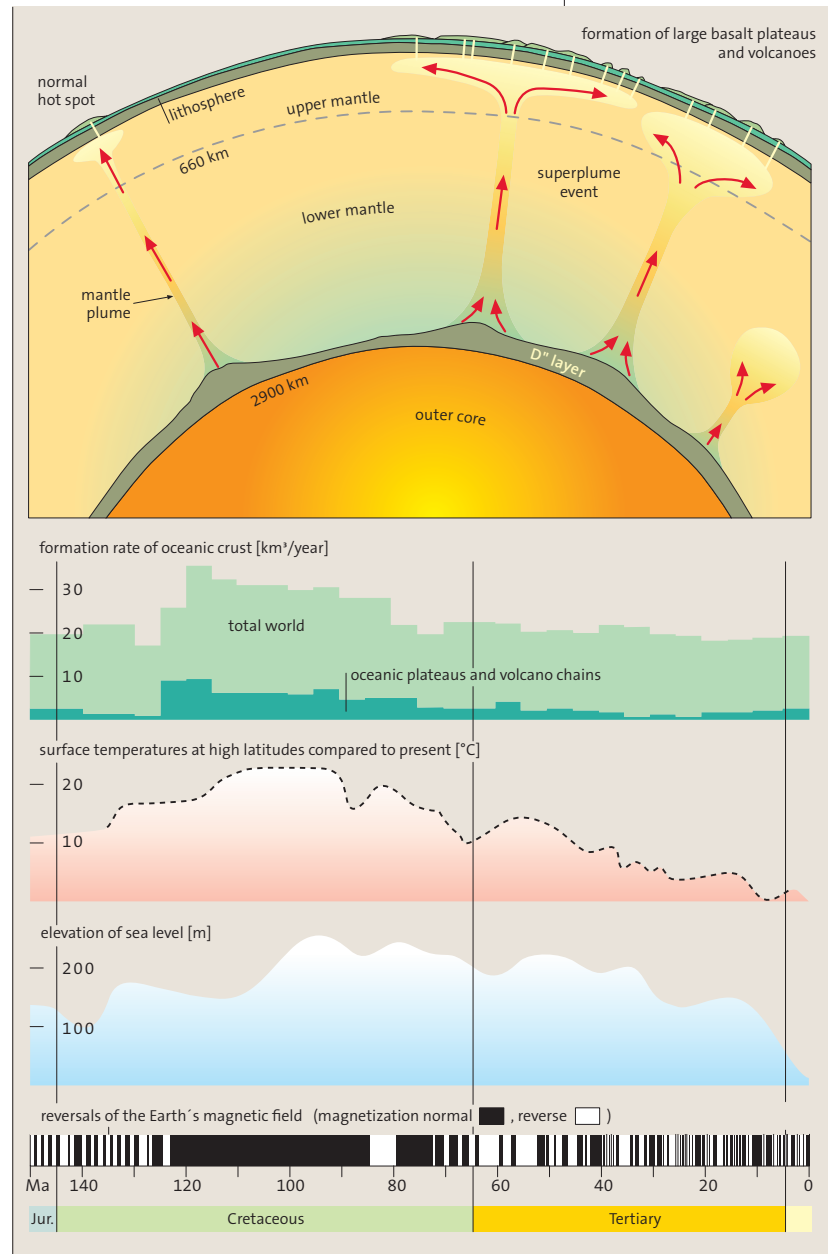 formation of large basalt plateaus
and volcanoes
normal
hot spot
lithosphere
upper mantle
660 km
superplume
event
lower mantle
mantle
plume
D" layer
2900 km
outer core
formation rate of oceanic crust [km³/year]
30
total world
20
oceanic plateaus and volcano chains
10
surface temperatures at high latitudes compared to present [°C]
20
10
elevation of sea level [m]
200
100
reversals of the Earth´s magnetic field (magnetization normal , reverse )
Ma 140 120 100 80 60 40 20 0
Jur. Cretaceous Tertiary